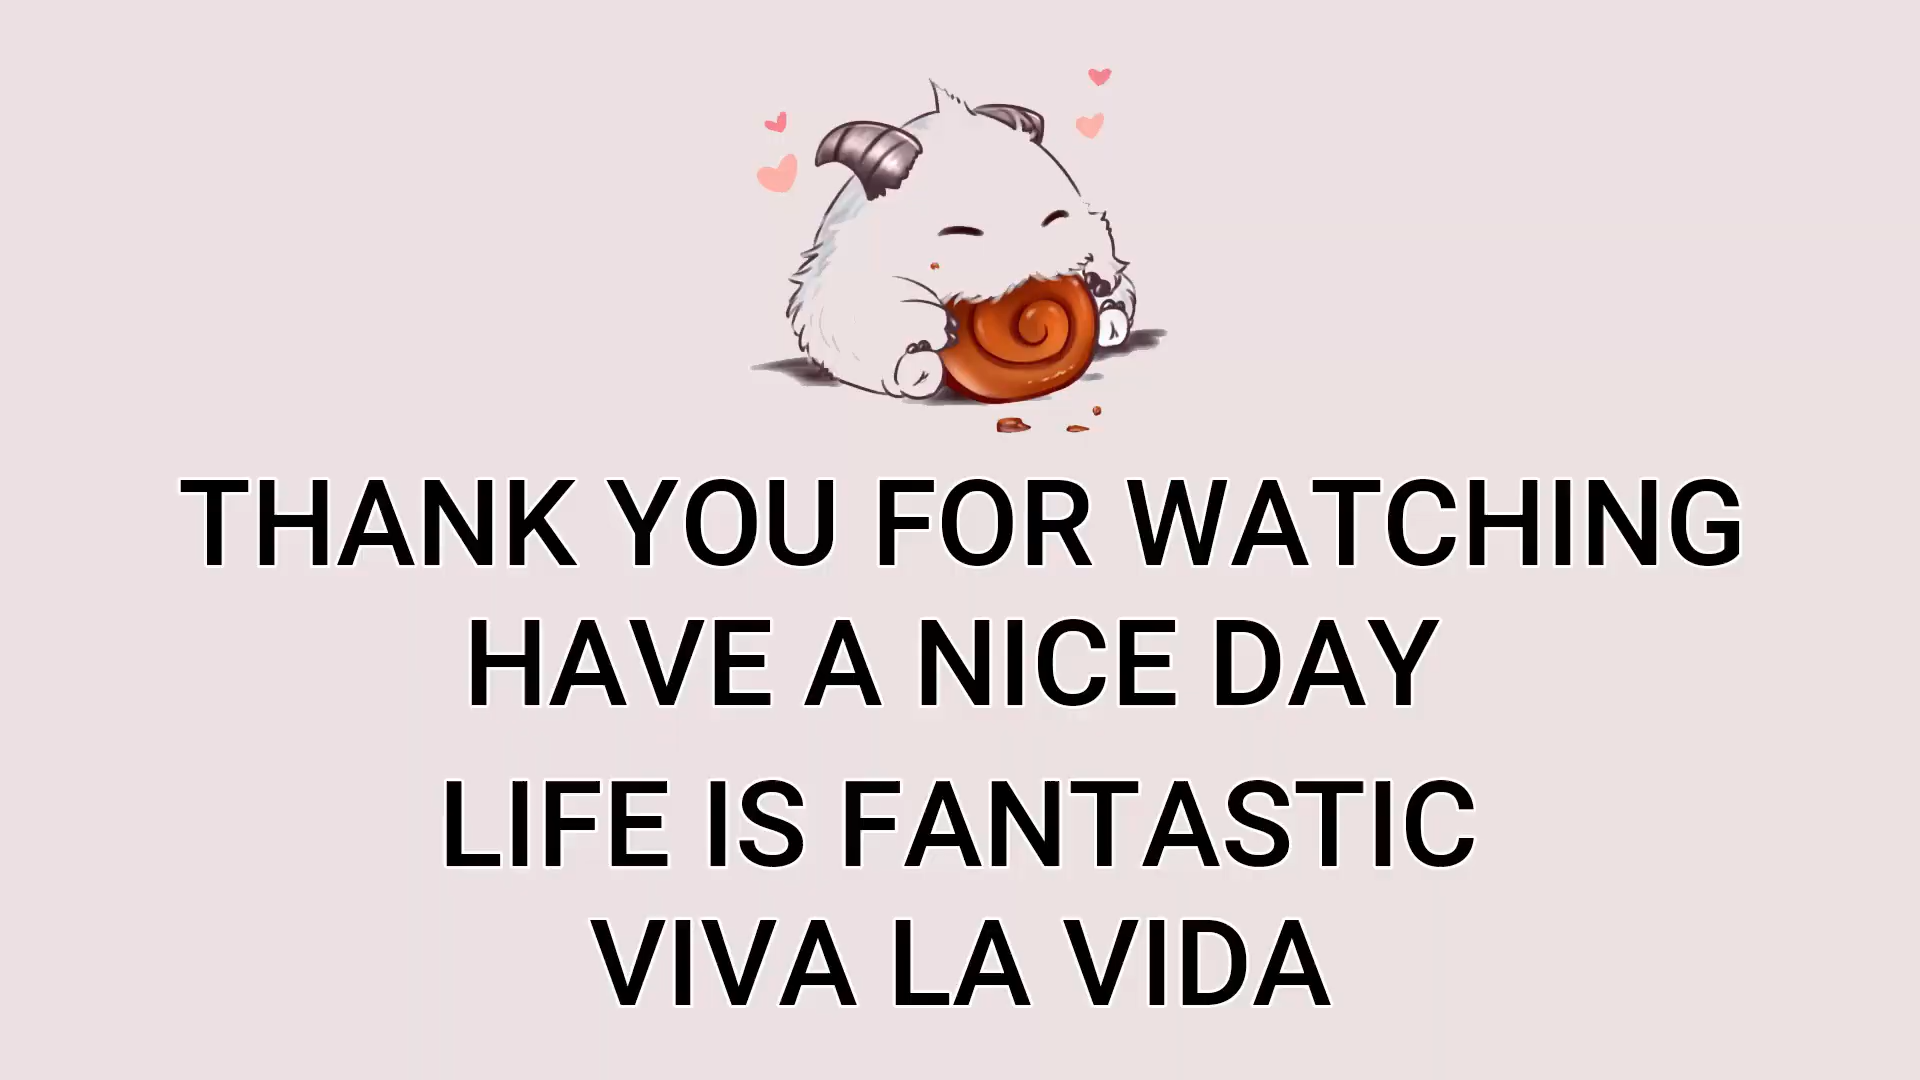 THANK YOU FOR WATCHING
HAVE A NICE DAY
LIFE IS FANTASTIC
VIVA LA VIDA